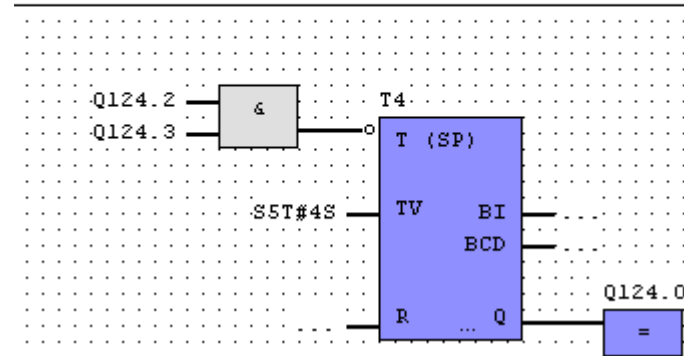 Q124.2
&
T4
Q124.3
T (SP)
S5T#4S
TV
BI
...
BCD
...
Q124.0
...
R
...
Q
=